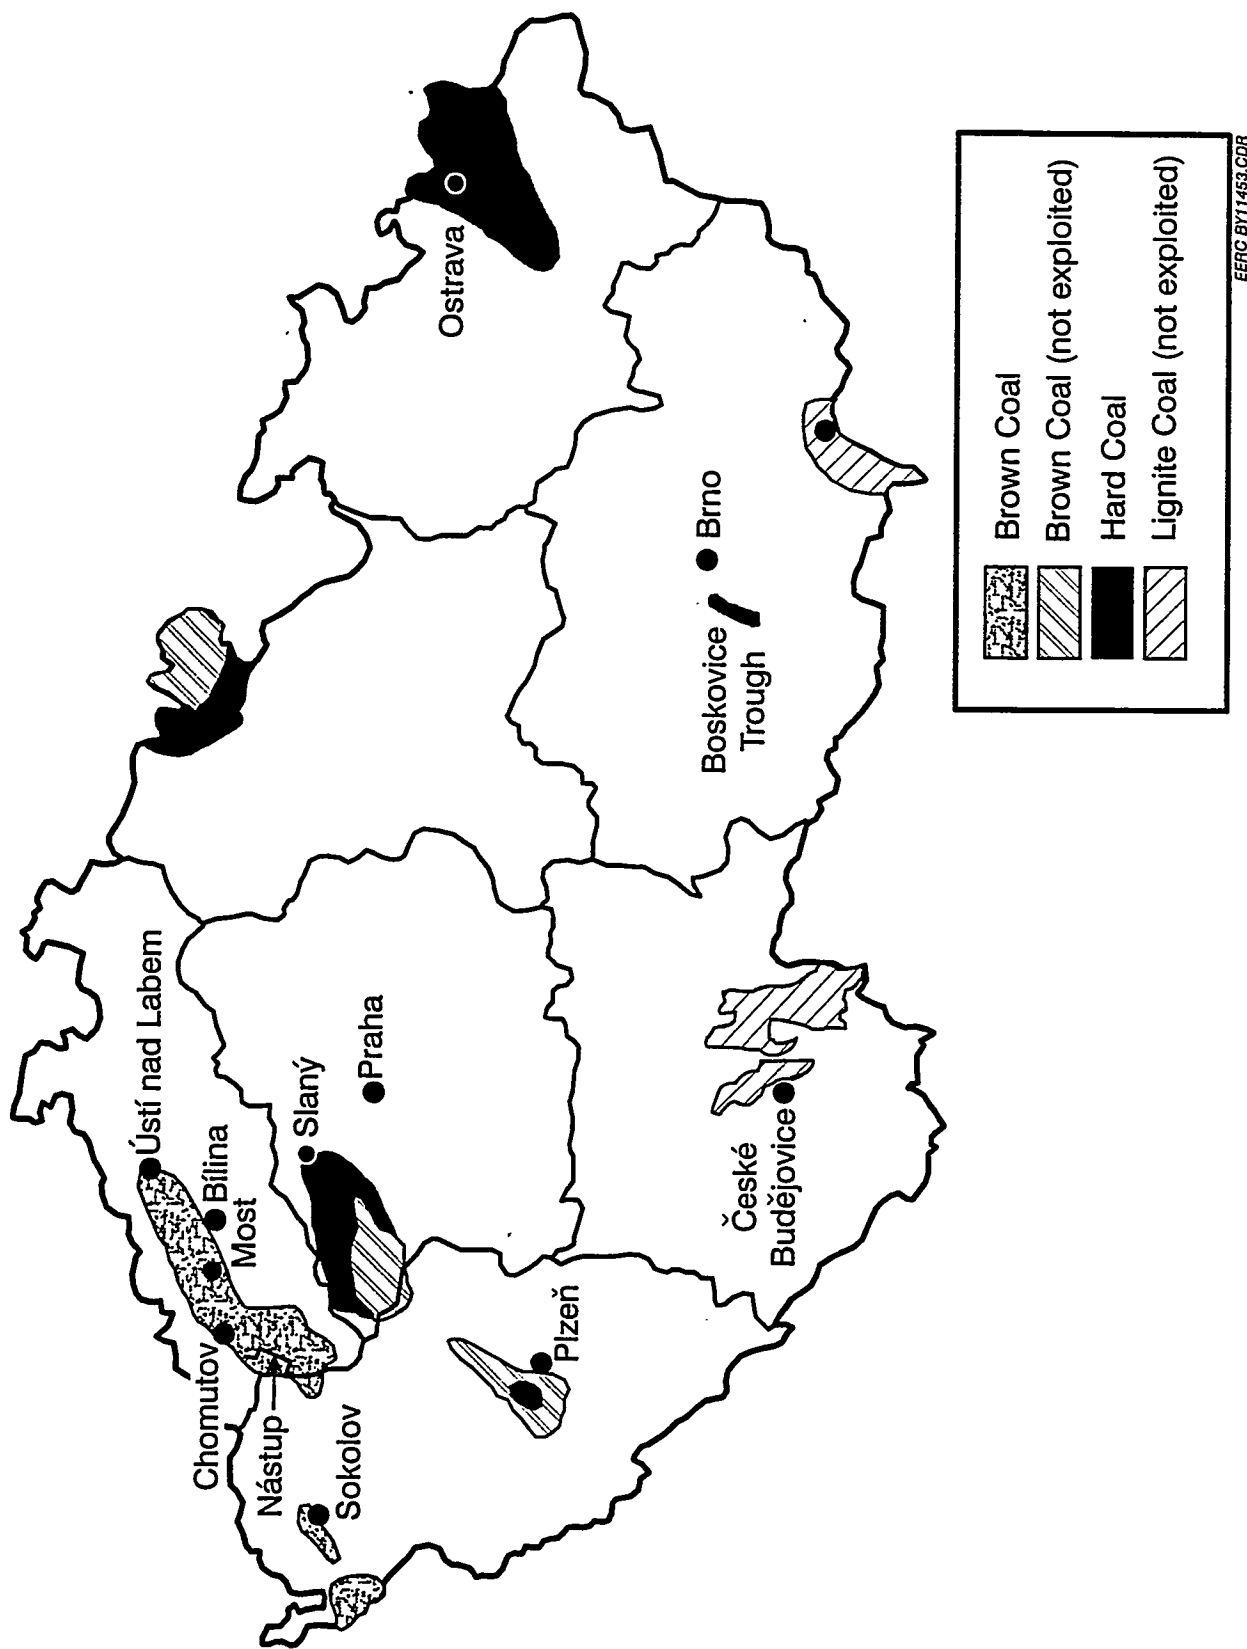 Ústí nad Labem
Bílina
Most
Chomutov
Nástup
Sokolov
Slaný
Praha
Plzeň
České
Budějovice
Ostrava
Brno
Boskovice
Trough
Brown Coal
Brown Coal (not exploited)
Hard Coal
Lignite Coal (not exploited)
EERC BY11453.CDR